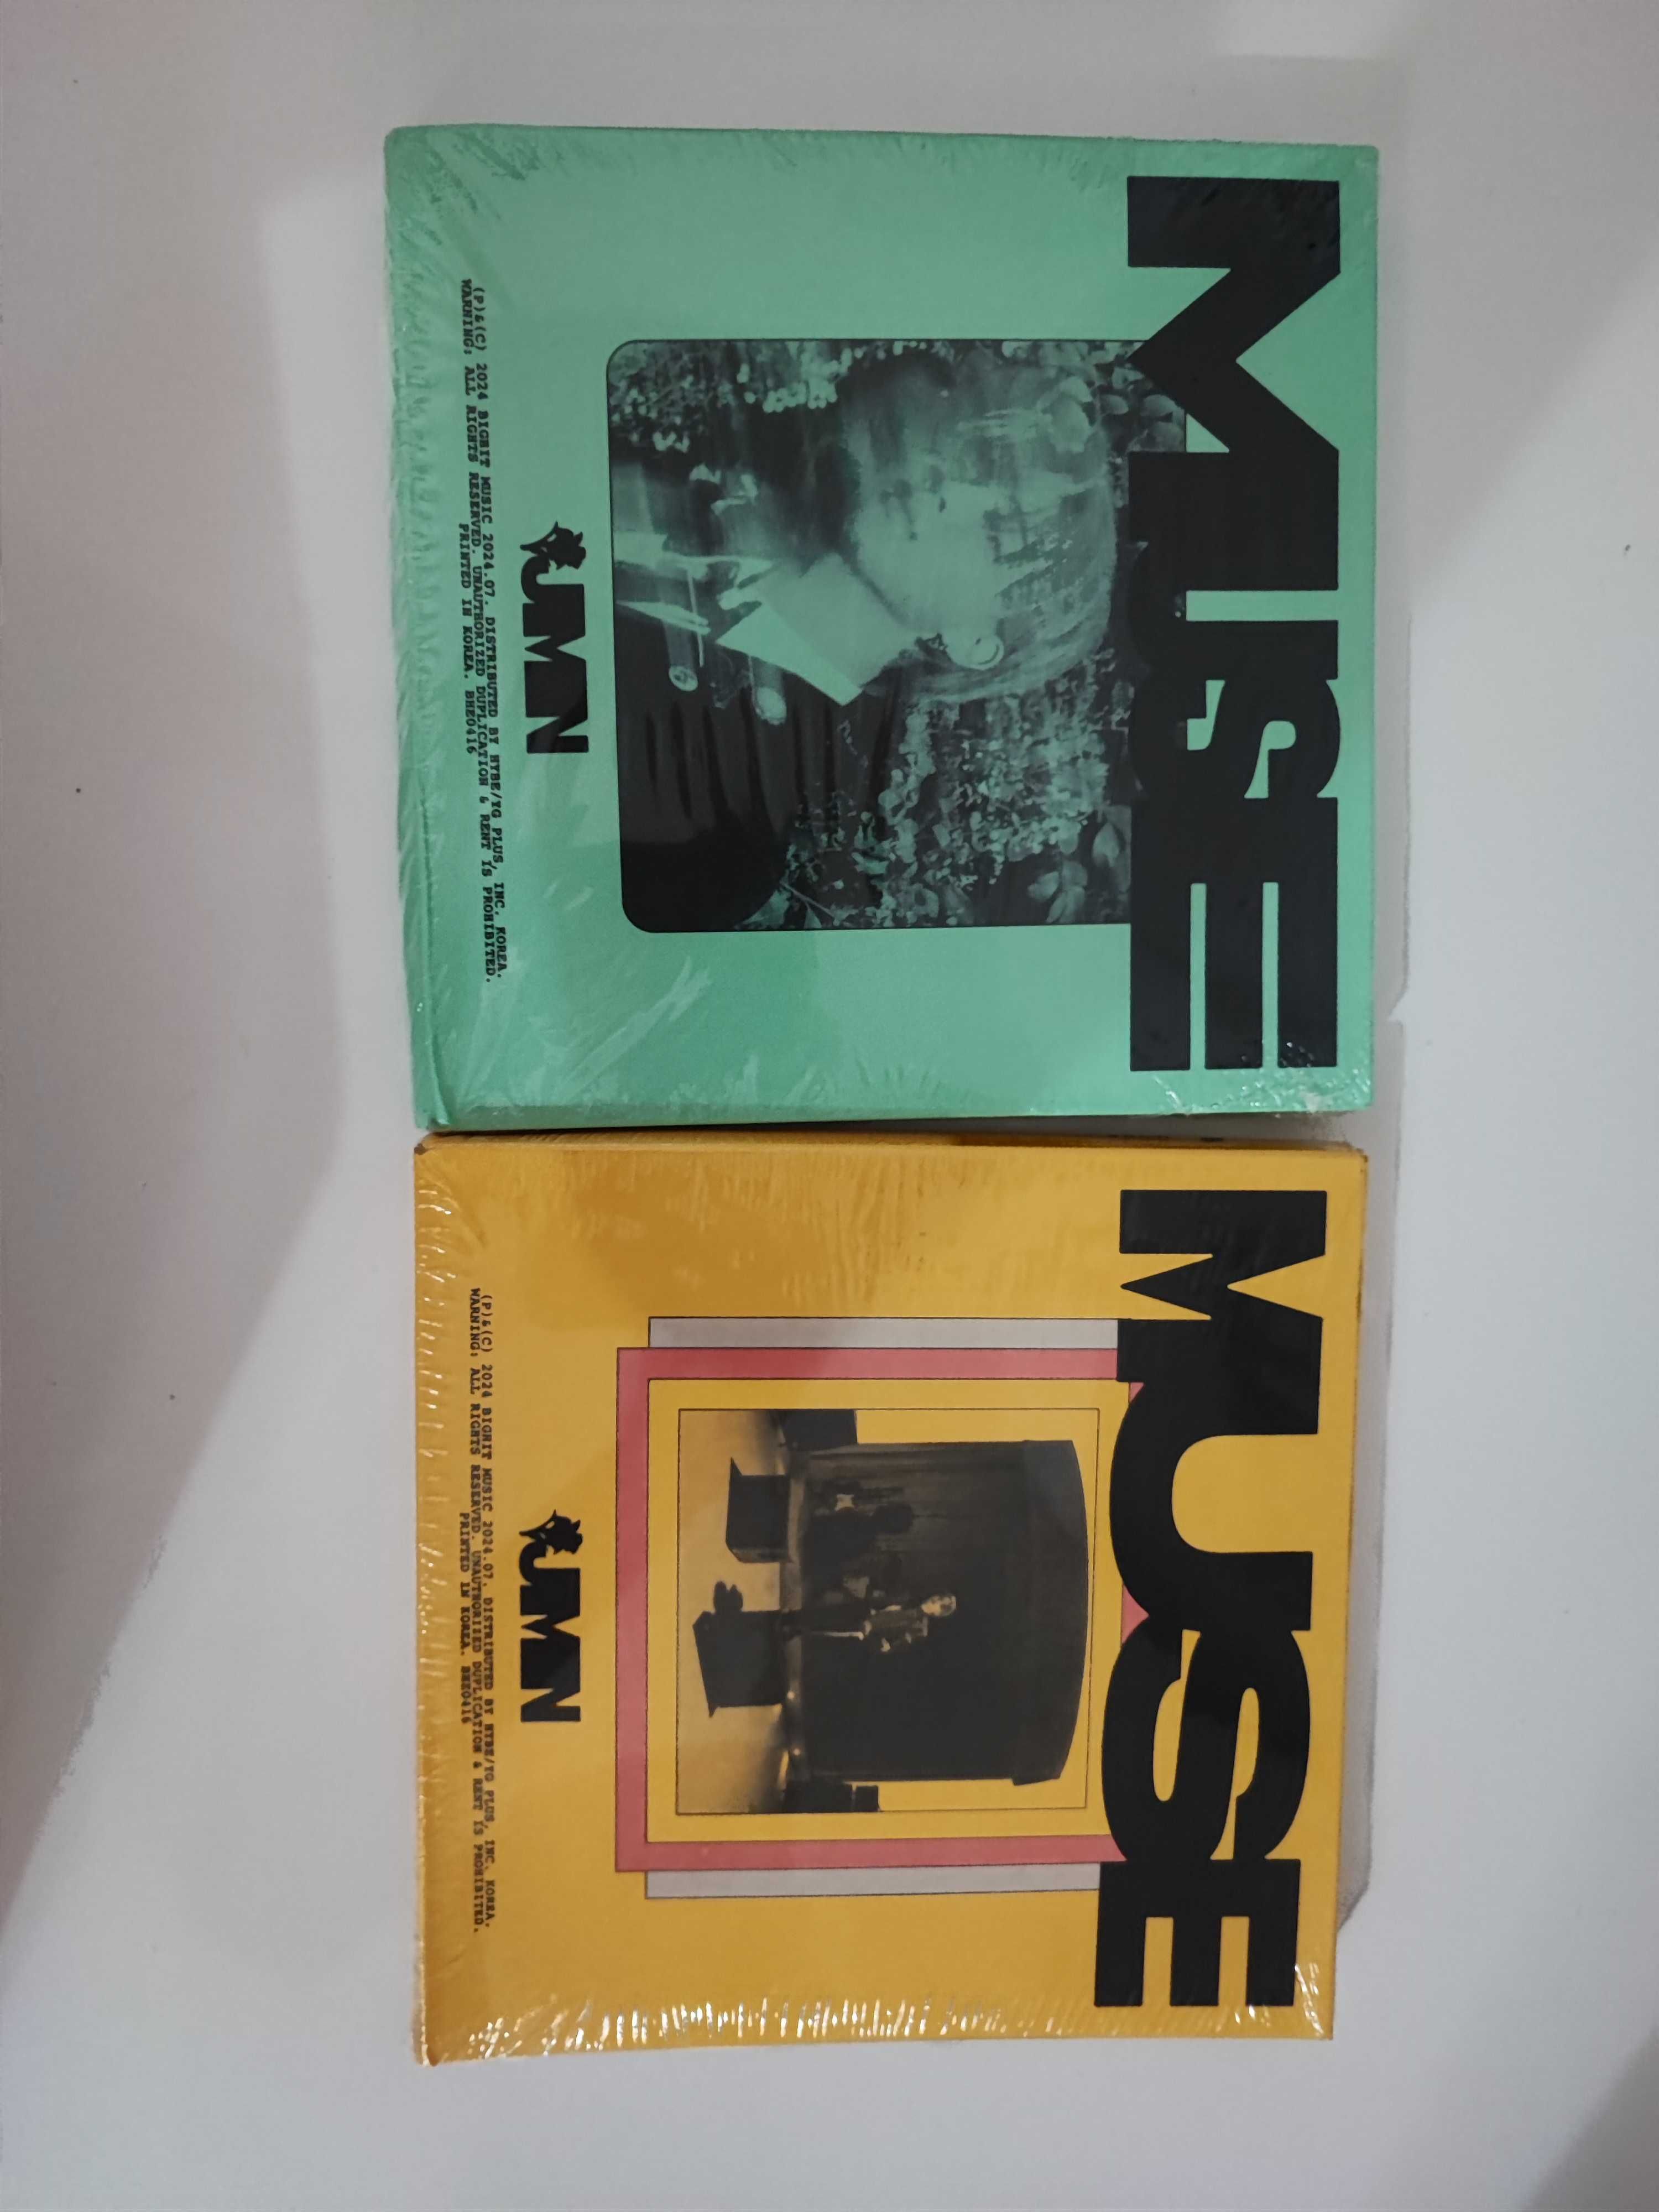 MUSE
JMN
(P)&(C) 2024 BIGHIT MUSIC 2024.07. DISTRIBUTED BY HYBE/YG PLUS, INC. KOREA.
WARNING: ALL RIGHTS RESERVED. UNAUTHORIZED DUPLICATION & RENT IS PROHIBITED.
PRINTED IN KOREA. BHE0416
MUSE
JMN
(P)&(C) 2024 BIGHIT MUSIC 2024.07. DISTRIBUTED BY HYBE/YG PLUS, INC. KOREA.
WARNING: ALL RIGHTS RESERVED. UNAUTHORIZED DUPLICATION & RENT IS PROHIBITED.
PRINTED IN KOREA. BHE0416